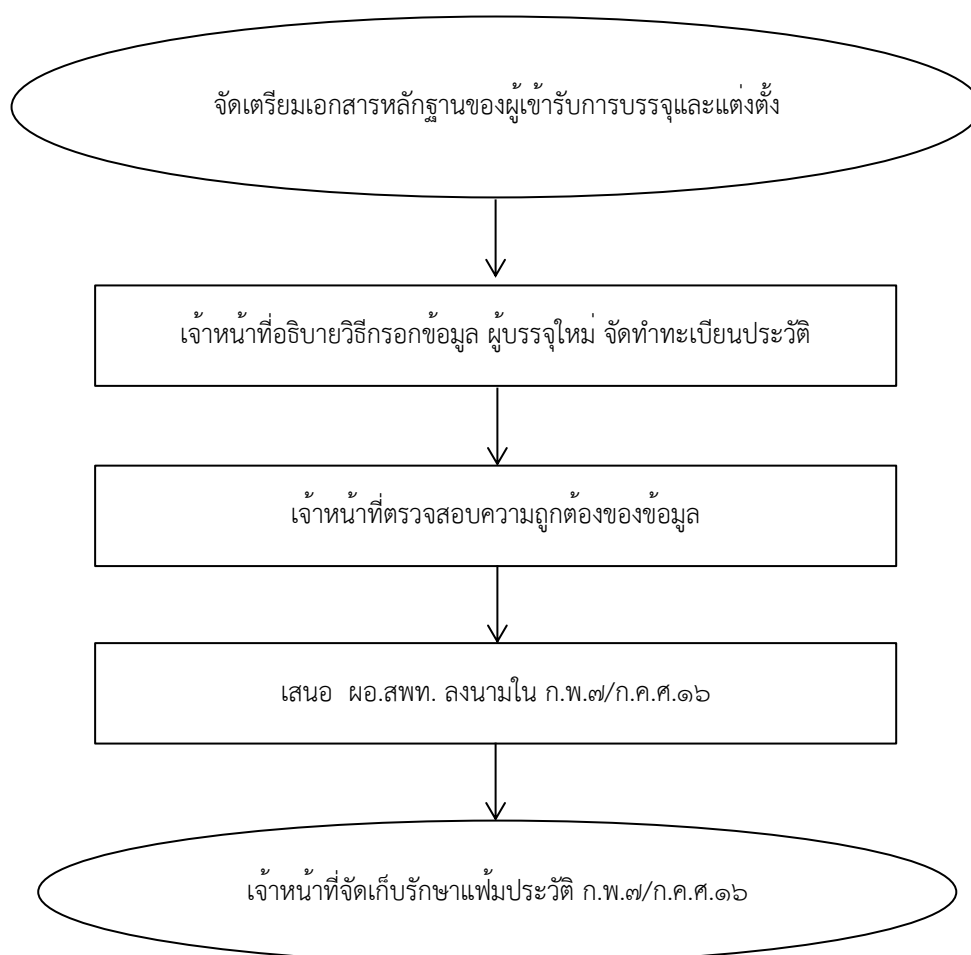 จัดเตรียมเอกสารหลักฐานของผู้เข้ารับการบรรจุและแต่งตั้ง
เจ้าหน้าที่อธิบายวิธีกรอกข้อมูล ผู้บรรจุใหม่ จัดทำทะเบียนประวัติ
เจ้าหน้าที่ตรวจสอบความถูกต้องของข้อมูล
เสนอ ผอ.สพท. ลงนามใน ก.พ.๗/ก.ค.ศ.๑๖
เจ้าหน้าที่จัดเก็บรักษาแฟ้มประวัติ ก.พ.๗/ก.ค.ศ.๑๖